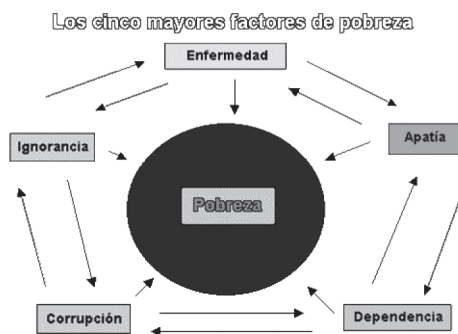 Los cinco mayores factores de pobreza
Enfermedad
Ignorancia
Apatía
Pobreza
Corrupción
Dependencia